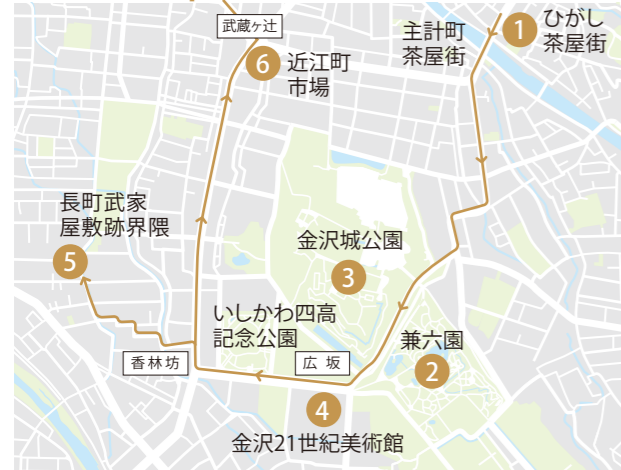 武蔵ヶ辻
6
近江町
市場
主計町
茶屋街
1
ひがし
茶屋街
長町武家
屋敷跡界隈
5
金沢城公園
3
いしかわ四高
記念公園
兼六園
2
香林坊
広 坂
4
金沢21世紀美術館